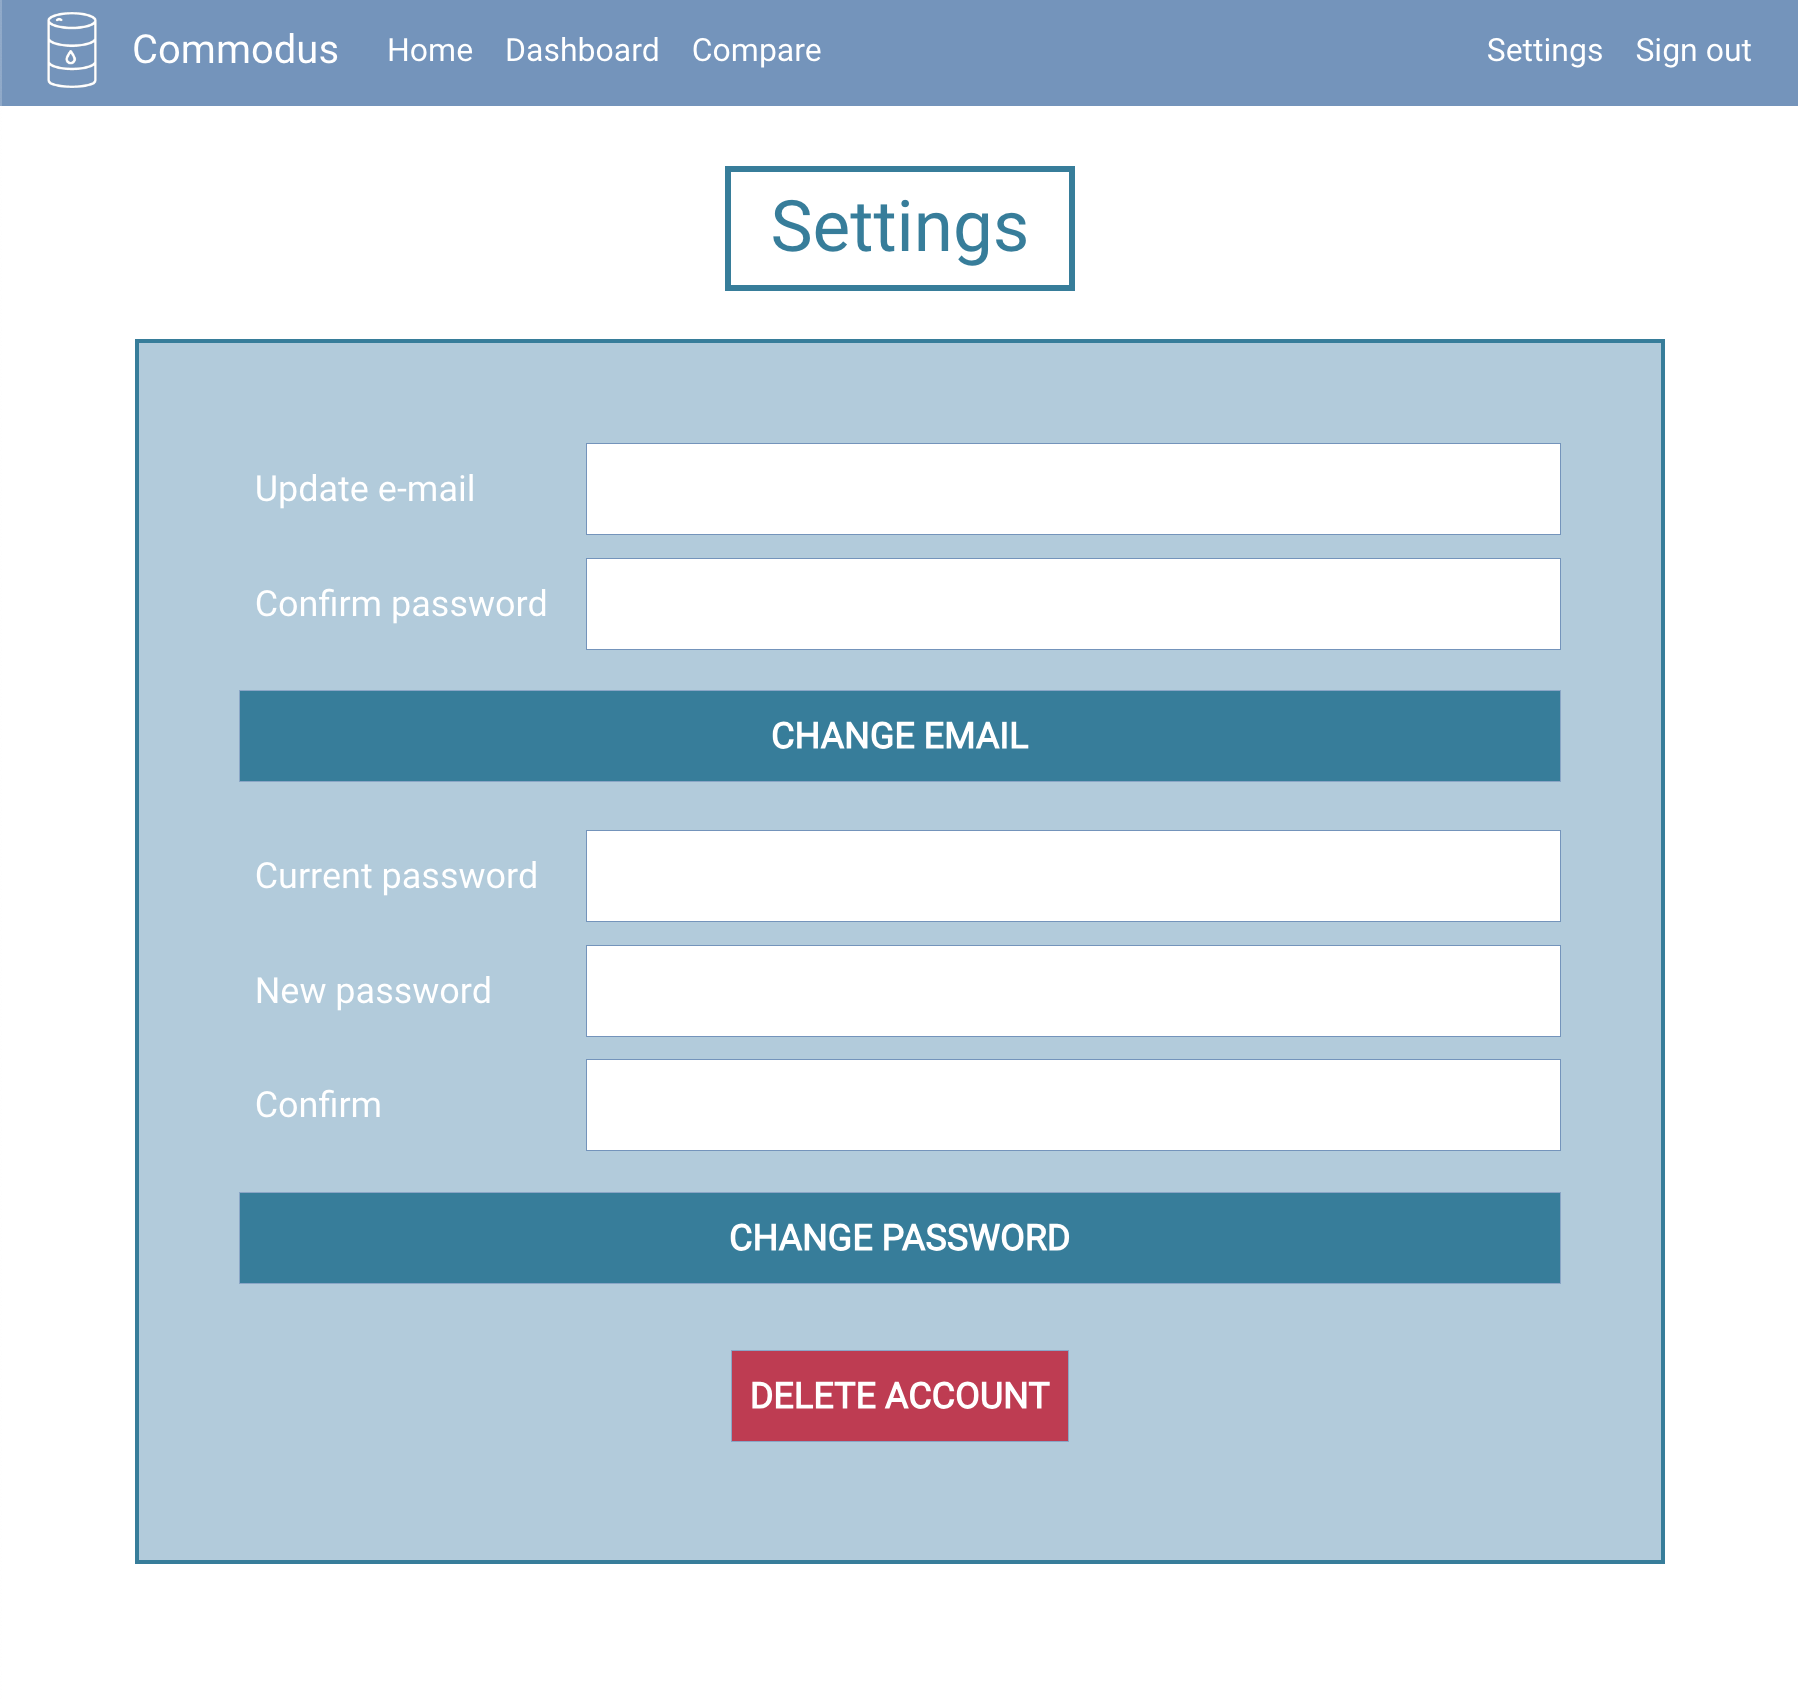 Commodus Home Dashboard Compare Settings Sign out
Settings
Update e-mail
Confirm password
CHANGE EMAIL
Current password
New password
Confirm
CHANGE PASSWORD
DELETE ACCOUNT